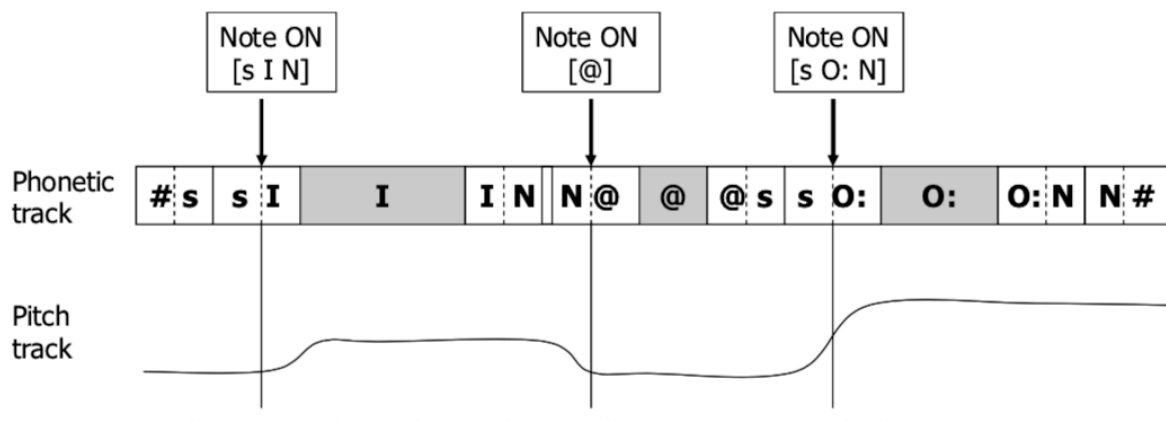 Note ON
[s I N]
Note ON
[@]
Note ON
[s O: N]
Phonetic
track
# s s I I I N N @ @ @ s s O: O: O: N N #
Pitch
track